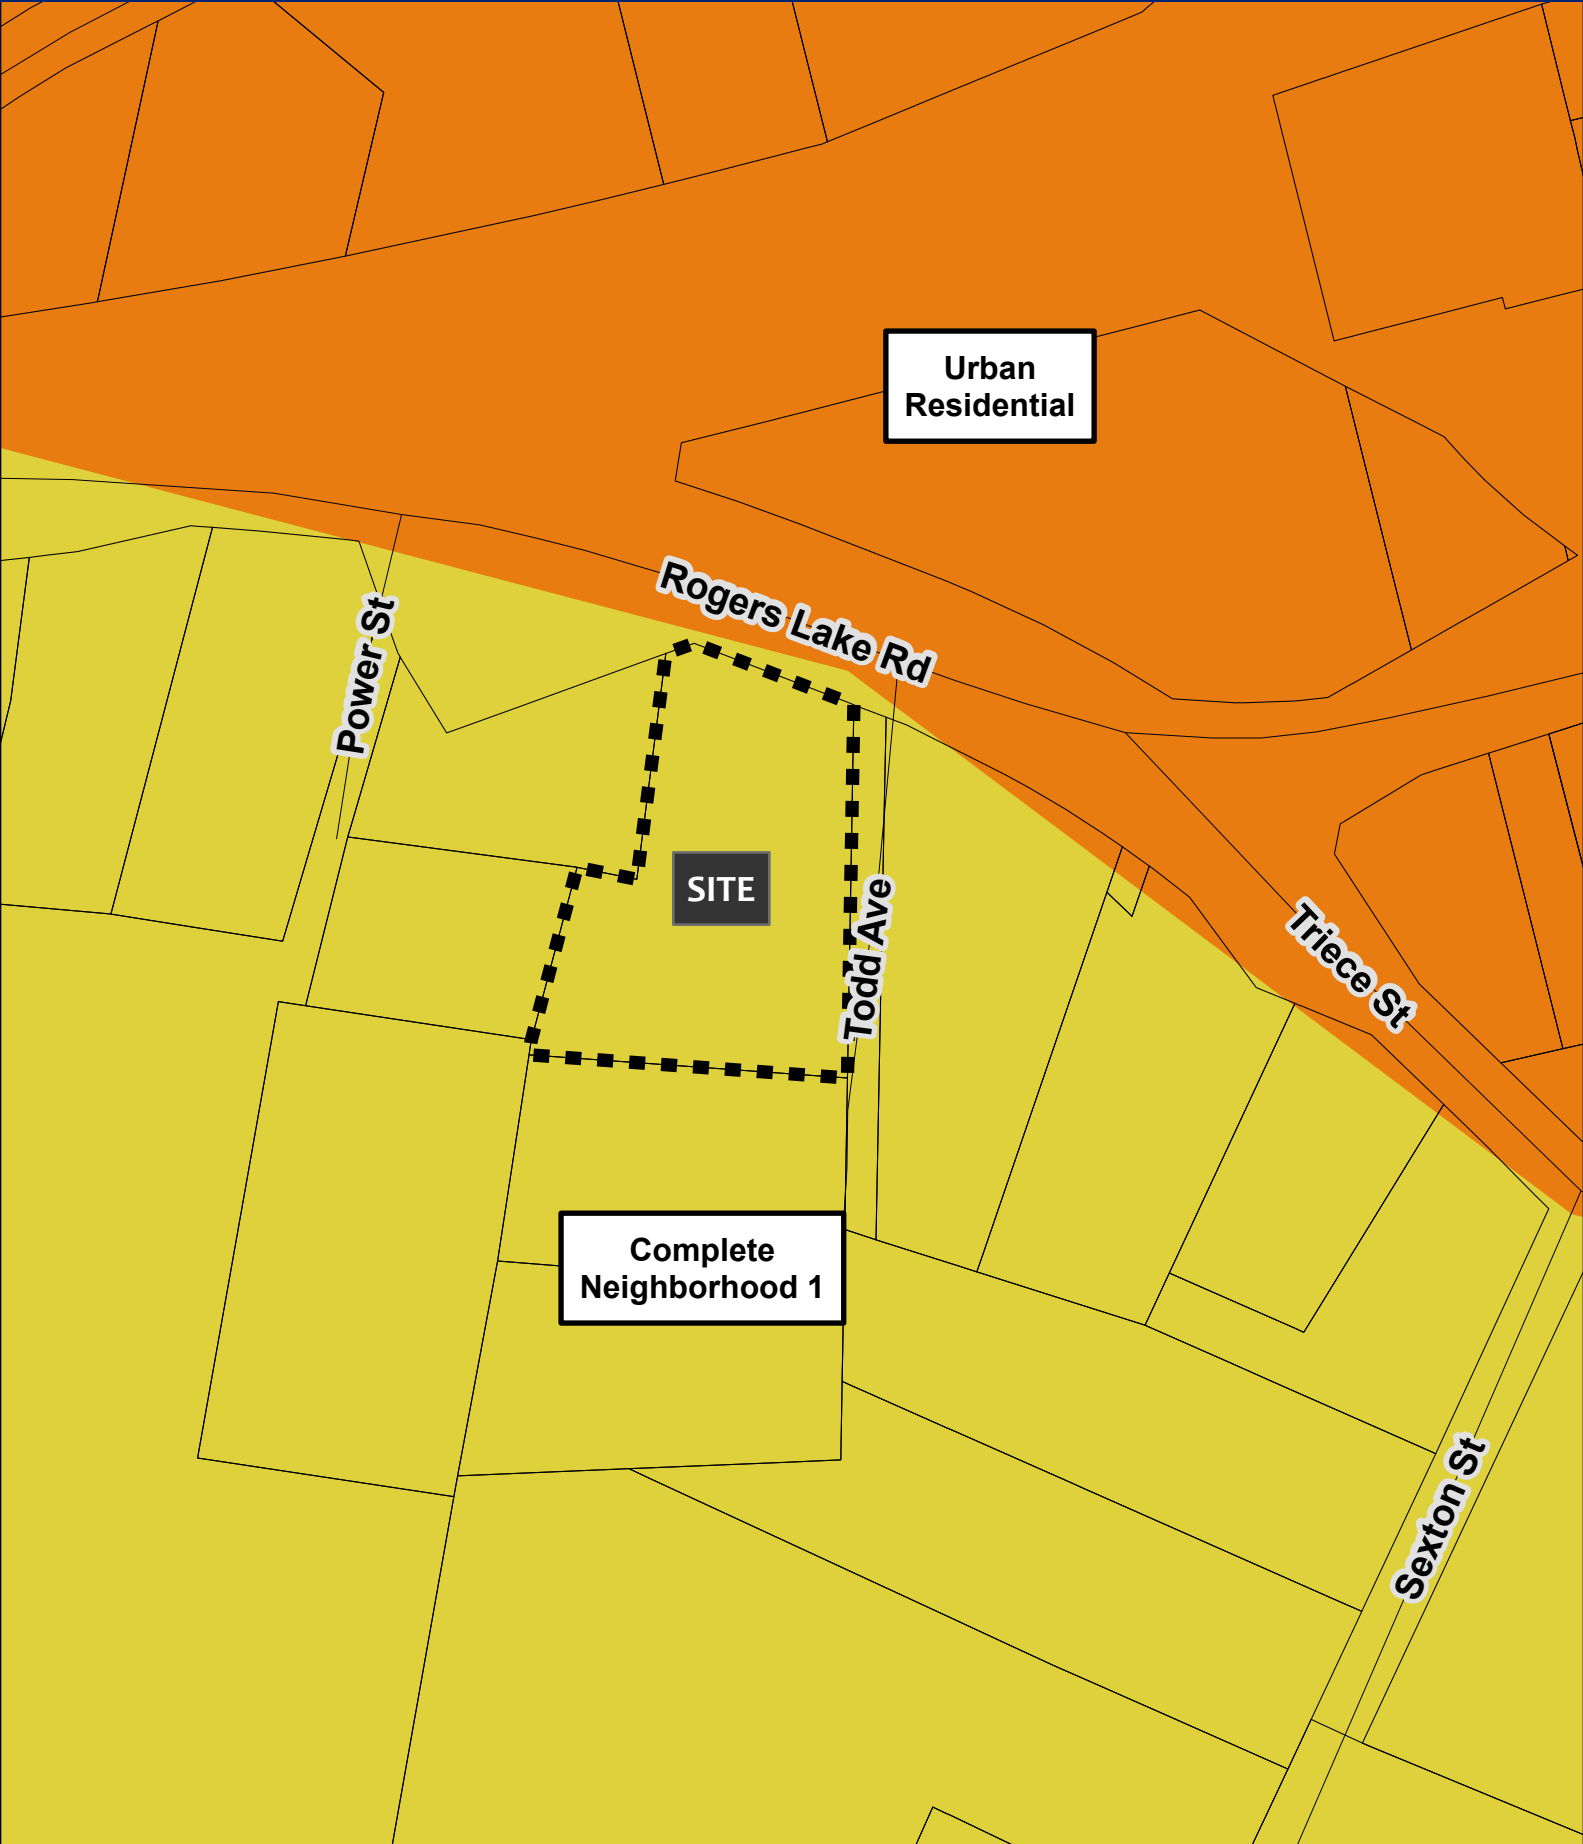 Urban
Residential
Rogers Lake Rd
Power St
SITE
Todd Ave
Triece St
Complete
Neighborhood 1
Sexton St